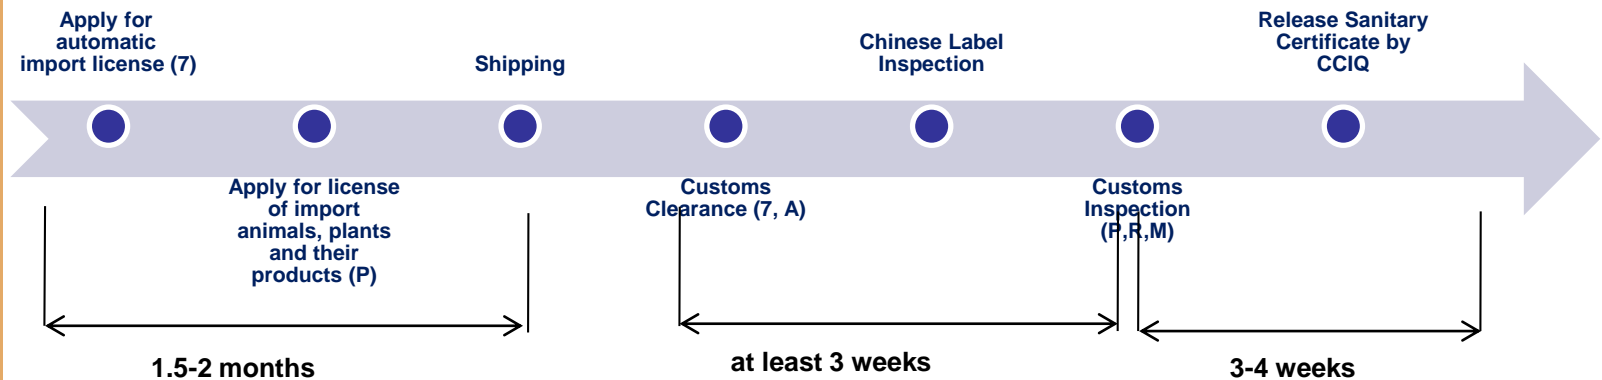 Apply for
automatic
import license (7)
Apply for license
of import
animals, plants
and their
products (P)
Shipping
Customs
Clearance (7, A)
Chinese Label
Inspection
Customs
Inspection
(P,R,M)
Release Sanitary
Certificate by
CCIQ
1.5-2 months
at least 3 weeks
3-4 weeks